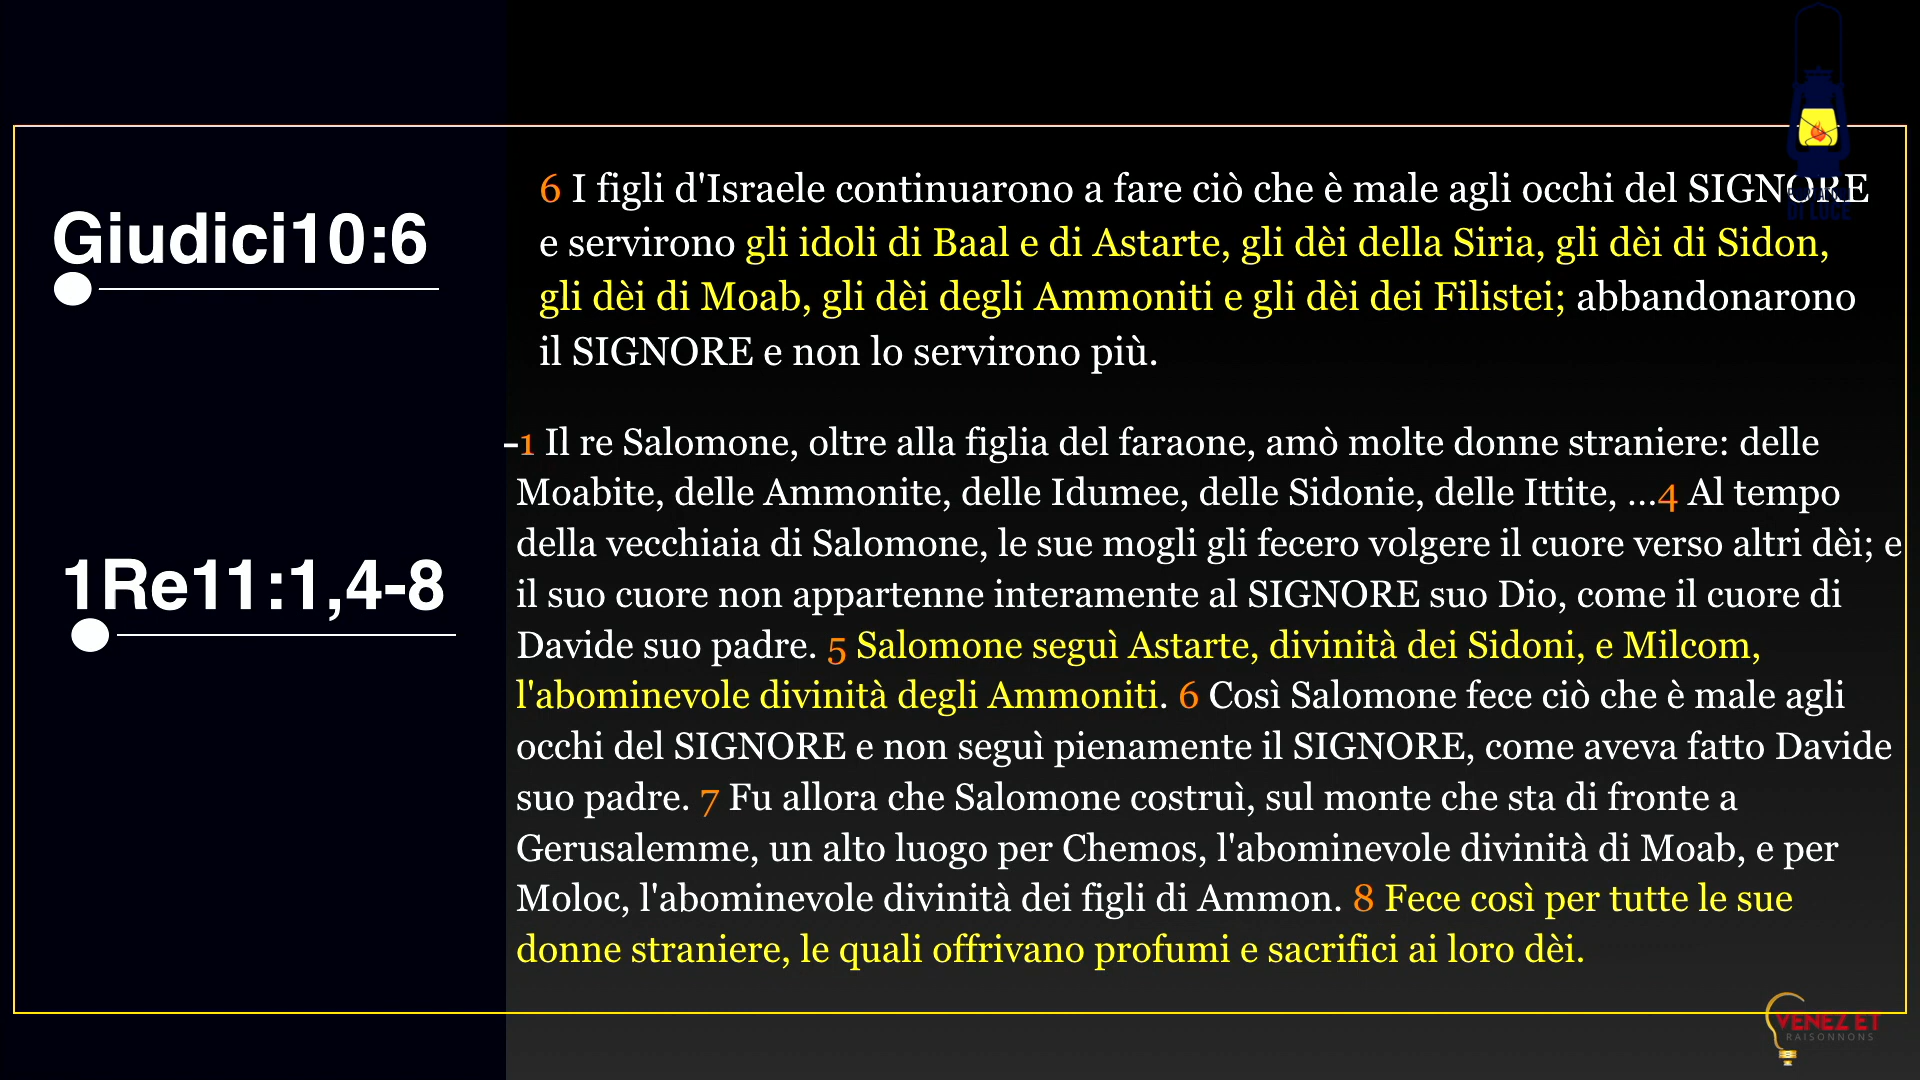 Giudici10:6
6 I figli d'Israele continuarono a fare ciò che è male agli occhi del SIGNORE
e servirono gli idoli di Baal e di Astarte, gli dèi della Siria, gli dèi di Sidon,
gli dèi di Moab, gli dèi degli Ammoniti e gli dèi dei Filistei; abbandonarono
il SIGNORE e non lo servirono più.
1Re11:1,4-8
-1 Il re Salomone, oltre alla figlia del faraone, amò molte donne straniere: delle
Moabite, delle Ammonite, delle Idumee, delle Sidonie, delle Ittite, ...4 Al tempo
della vecchiaia di Salomone, le sue mogli gli fecero volgere il cuore verso altri dèi; e
il suo cuore non appartenne interamente al SIGNORE suo Dio, come il cuore di
Davide suo padre. 5 Salomone seguì Astarte, divinità dei Sidoni, e Milcom,
l'abominevole divinità degli Ammoniti. 6 Così Salomone fece ciò che è male agli
occhi del SIGNORE e non seguì pienamente il SIGNORE, come aveva fatto Davide
suo padre. 7 Fu allora che Salomone costruì, sul monte che sta di fronte a
Gerusalemme, un alto luogo per Chemos, l'abominevole divinità di Moab, e per
Moloc, l'abominevole divinità dei figli di Ammon. 8 Fece così per tutte le sue
donne straniere, le quali offrivano profumi e sacrifici ai loro dèi.
DI LUCE
VENEZ ET
RAISONNONS